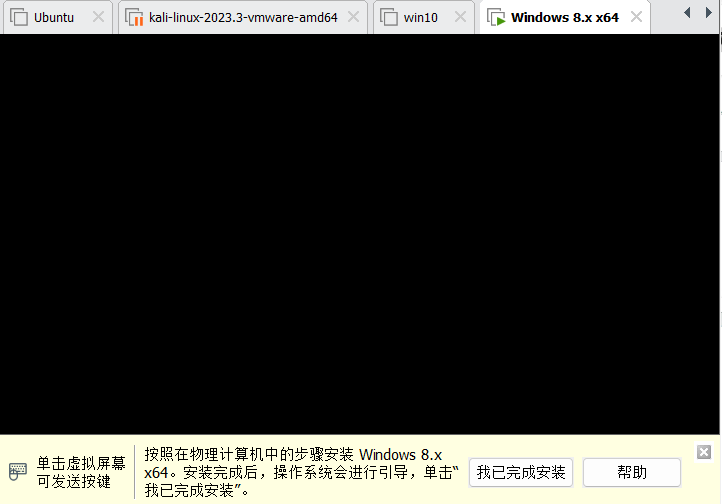 Ubuntu
kali-linux-2023.3-vmware-amd64
win10
Windows 8.x x64
单击虚拟屏幕
可发送按键
按照在物理计算机中的步骤安装 Windows 8.x
x64。安装完成后，操作系统会进行引导，单击“
我已完成安装”。
我已完成安装
帮助